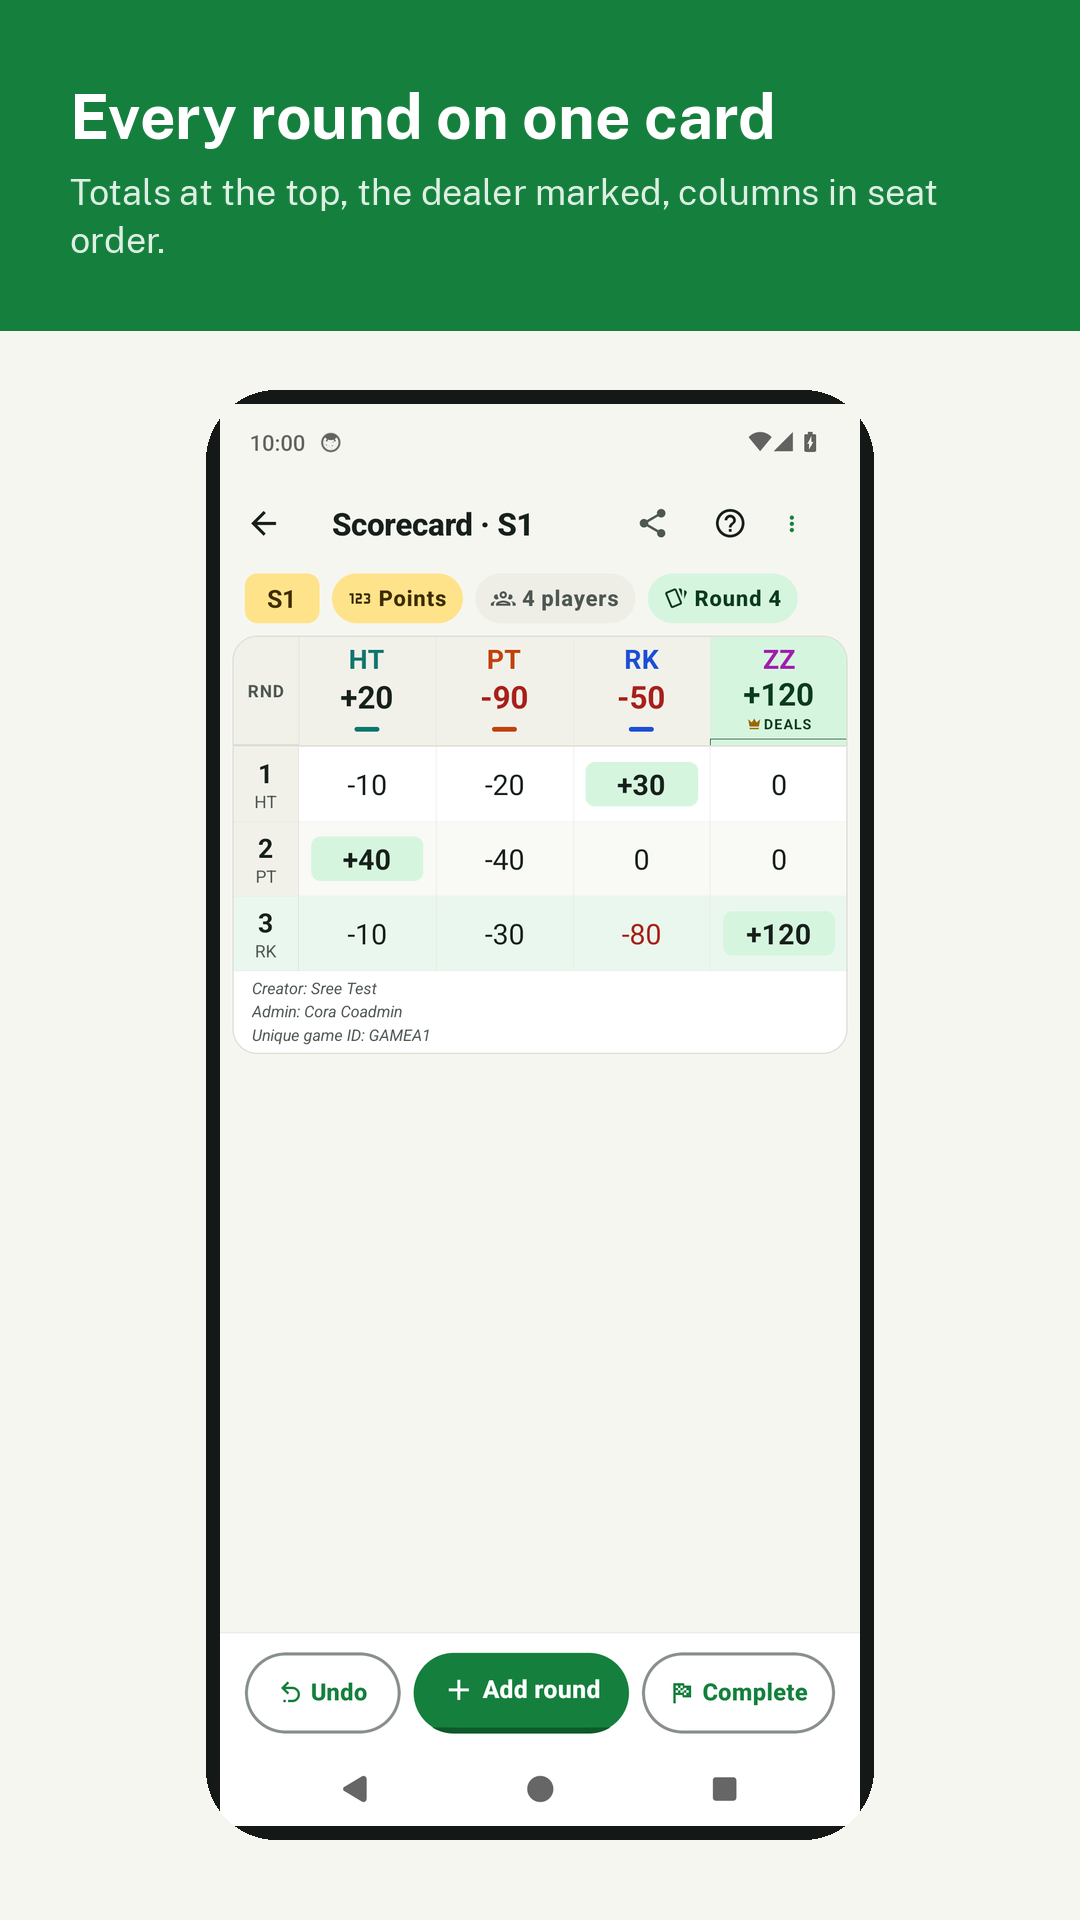 Every round on one card
Totals at the top, the dealer marked, columns in seat
order.
10:00
Scorecard · S1
S1 123 Points 4 players Round 4
RND HT PT RK ZZ
+20 -90 -50 +120
DEALS
1 -10 -20 +30 0
HT
2 +40 -40 0 0
PT
3 -10 -30 -80 +120
RK
Creator: Sree Test
Admin: Cora Coadmin
Unique game ID: GAMEA1
Undo + Add round Complete